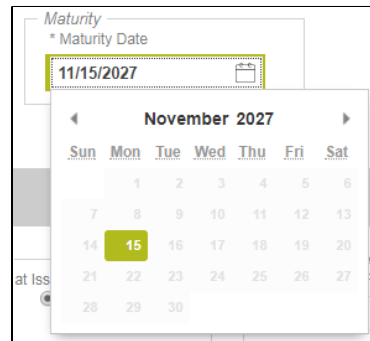 Maturity
* Maturity Date
11/15/2027
November 2027
Sun Mon Tue Wed Thu Fri Sat
1 2 3 4 5 6
7 8 9 10 11 12 13
14 15 16 17 18 19 20
21 22 23 24 25 26 27
28 29 30
at Iss